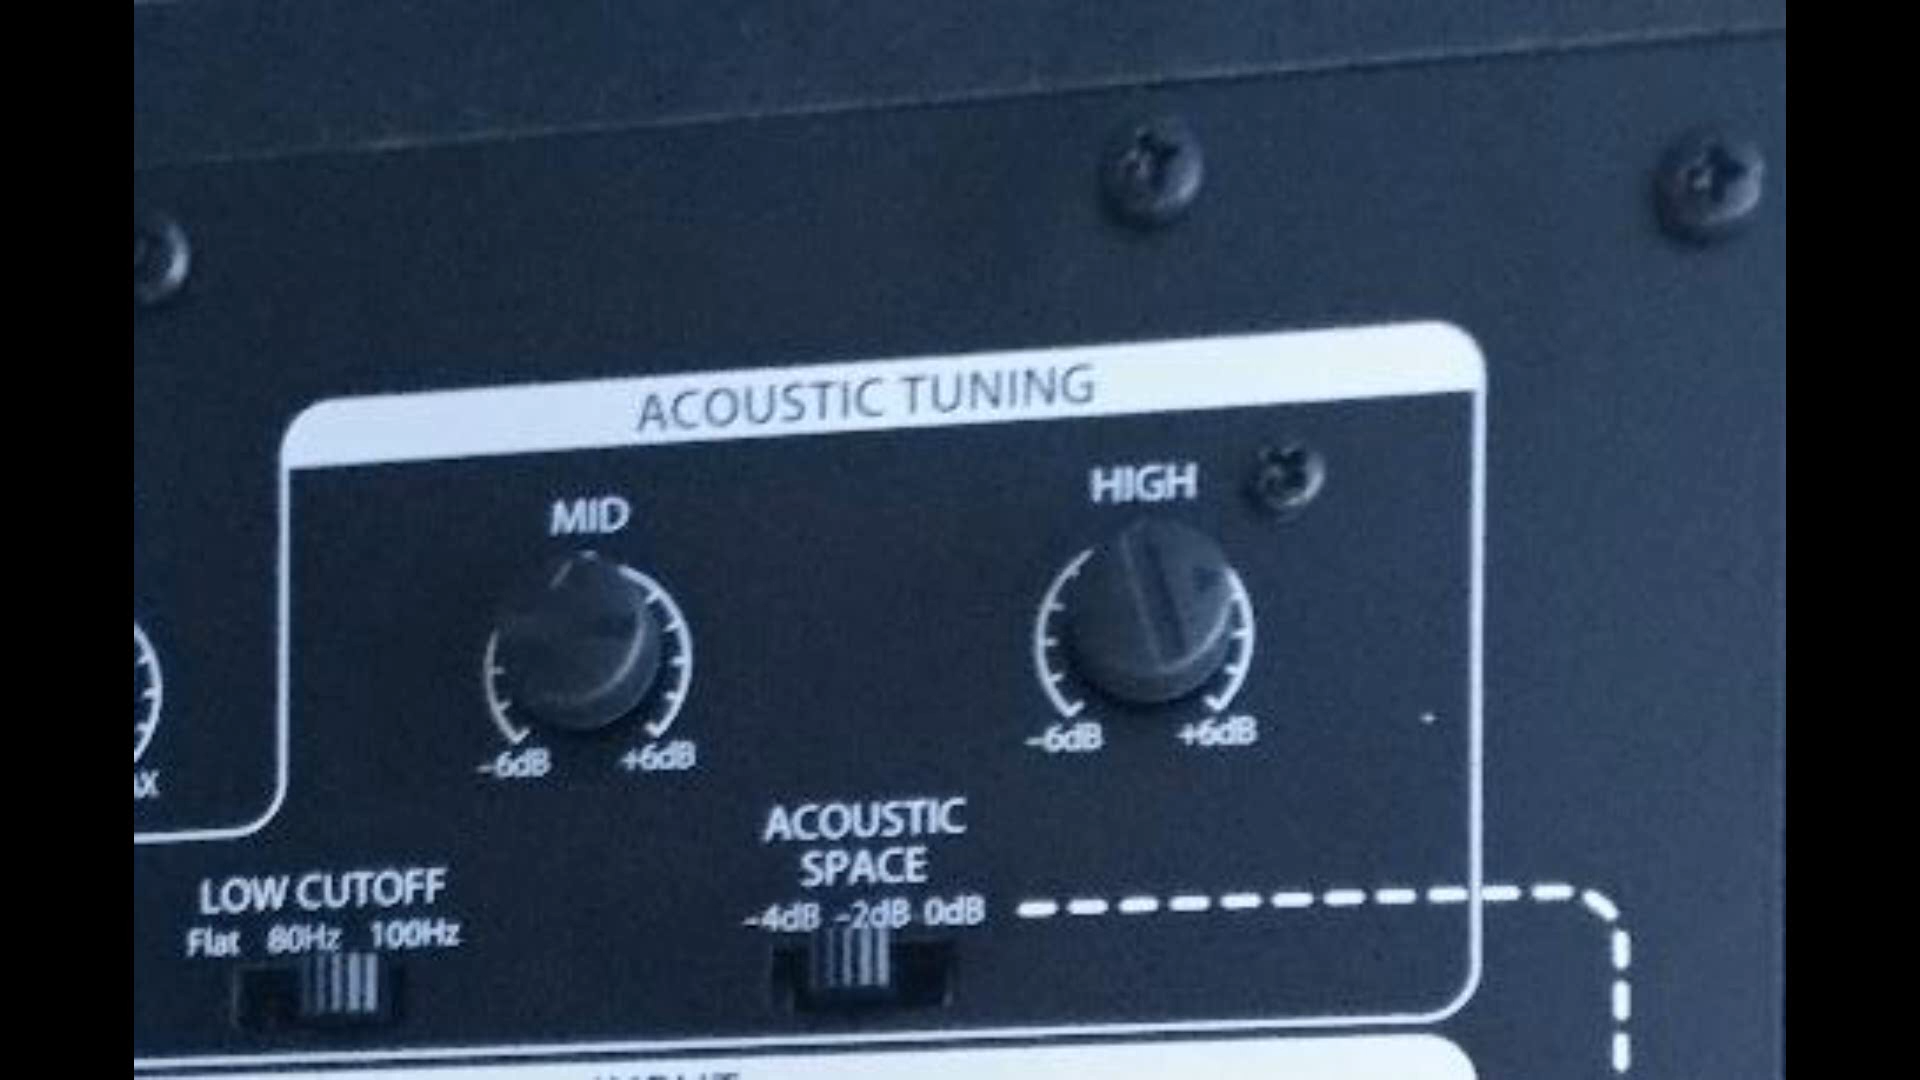 ACOUSTIC TUNING
MID
HIGH
-6dB +6dB
-6dB +6dB
ACOUSTIC
SPACE
-4dB -2dB 0dB
LOW CUTOFF
Flat 80Hz 100Hz